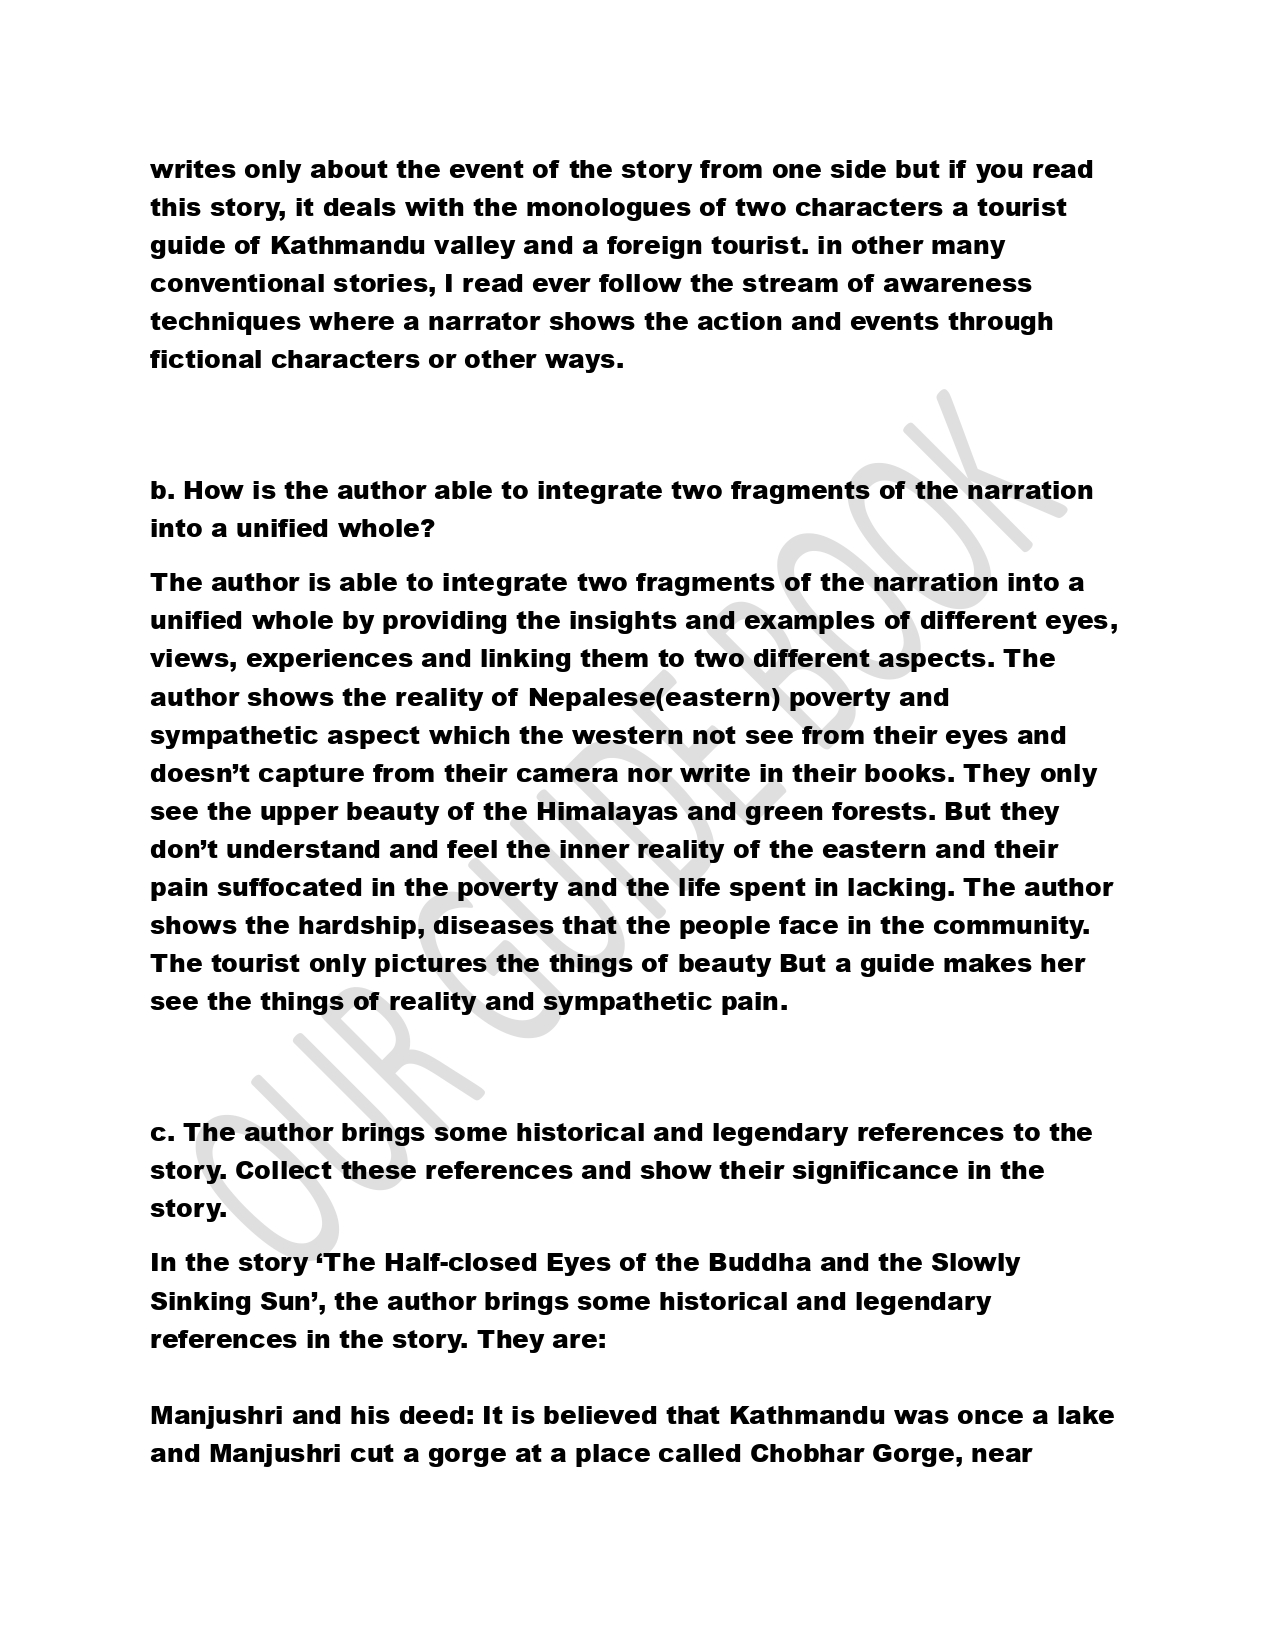 writes only about the event of the story from one side but if you read
this story, it deals with the monologues of two characters a tourist
guide of Kathmandu valley and a foreign tourist. in other many
conventional stories, I read ever follow the stream of awareness
techniques where a narrator shows the action and events through
fictional characters or other ways.
b. How is the author able to integrate two fragments of the narration
into a unified whole?
The author is able to integrate two fragments of the narration into a
unified whole by providing the insights and examples of different eyes,
views, experiences and linking them to two different aspects. The
author shows the reality of Nepalese(eastern) poverty and
sympathetic aspect which the western not see from their eyes and
doesn’t capture from their camera nor write in their books. They only
see the upper beauty of the Himalayas and green forests. But they
don’t understand and feel the inner reality of the eastern and their
pain suffocated in the poverty and the life spent in lacking. The author
shows the hardship, diseases that the people face in the community.
The tourist only pictures the things of beauty But a guide makes her
see the things of reality and sympathetic pain.
c. The author brings some historical and legendary references to the
story. Collect these references and show their significance in the
story.
In the story ‘The Half-closed Eyes of the Buddha and the Slowly
Sinking Sun’, the author brings some historical and legendary
references in the story. They are:
Manjushri and his deed: It is believed that Kathmandu was once a lake
and Manjushri cut a gorge at a place called Chobhar Gorge, near
OUR GUIDE BOOK